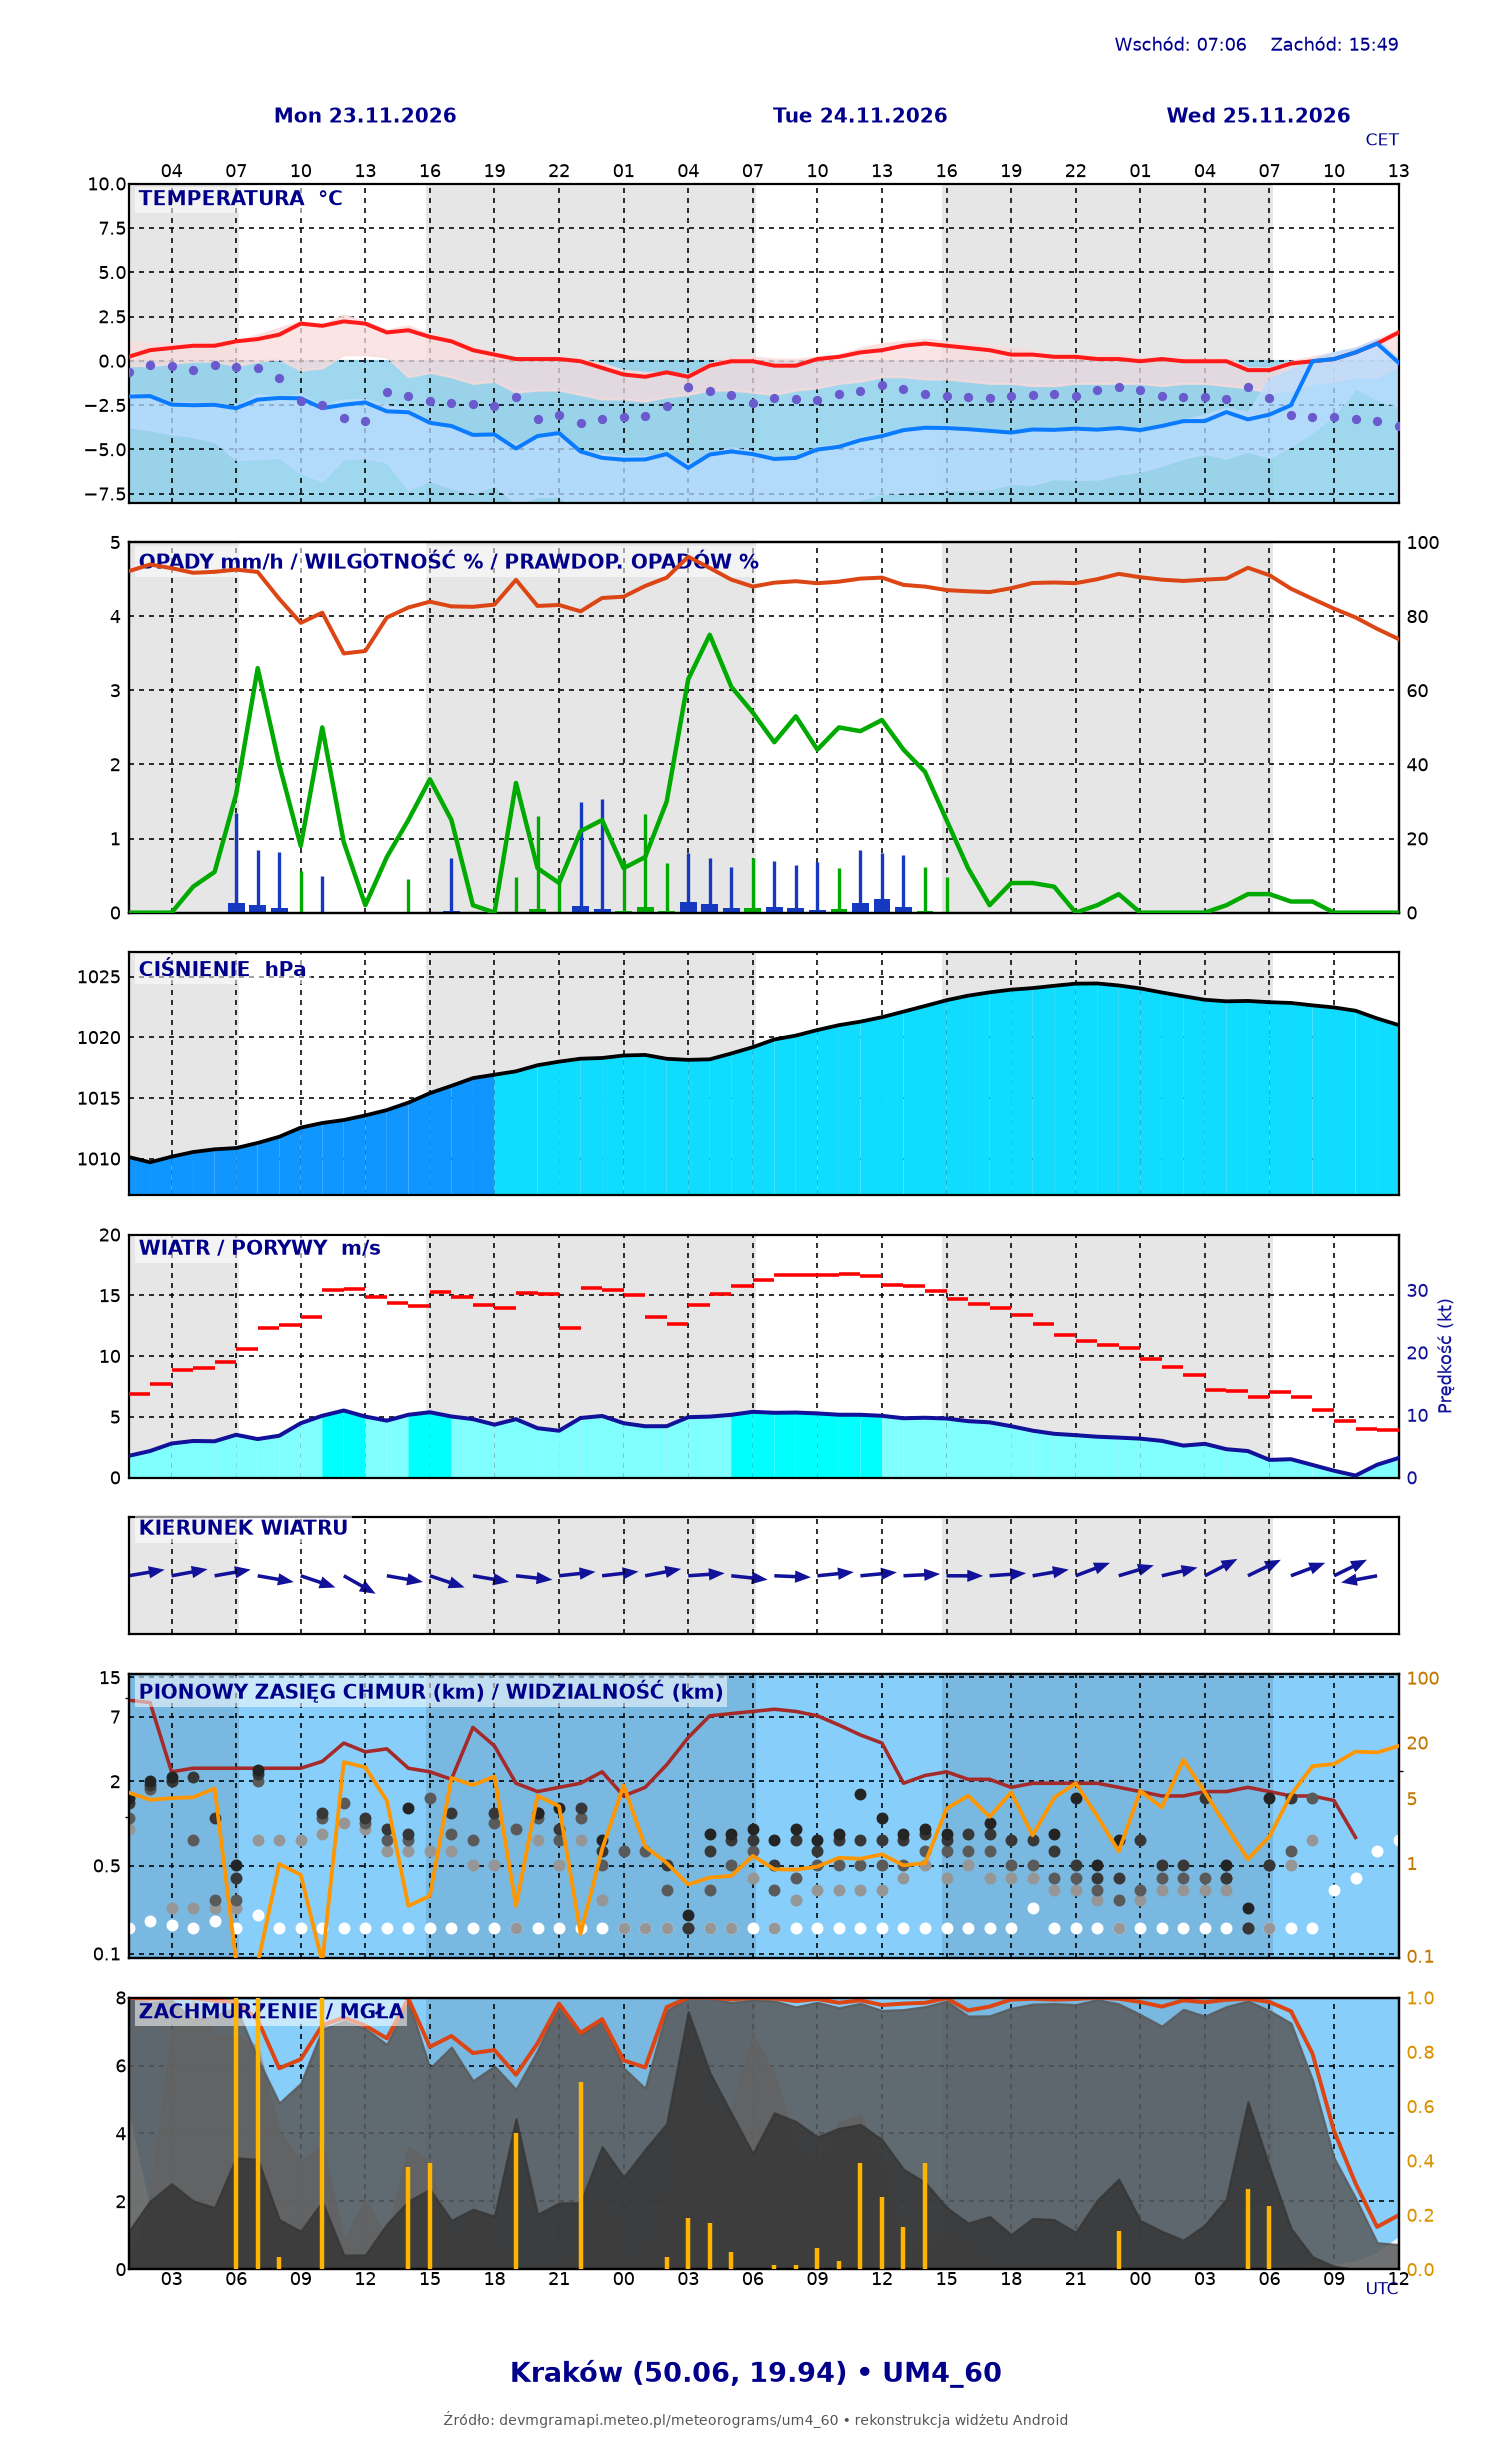 Wschód: 07:06 Zachód: 15:49
Mon 23.11.2026 Tue 24.11.2026 Wed 25.11.2026
CET
04 07 10 13 16 19 22 01 04 07 10 13 16 19 22 01 04 07 10 13
TEMPERATURA °C
10.0
7.5
5.0
2.5
0.0
−2.5
−5.0
−7.5
OPADY mm/h / WILGOTNOŚĆ % / PRAWDOP. OPADÓW %
5 100
4 80
3 60
2 40
1 20
0 0
CIŚNIENIE hPa
1025
1020
1015
1010
WIATR / PORYWY m/s
20
15 30
10 20
5 10
0 0
Prędkość (kt)
KIERUNEK WIATRU
PIONOWY ZASIĘG CHMUR (km) / WIDZIALNOŚĆ (km)
15 100
7 20
2 5
0.5 1
0.1 0.1
ZACHMURZENIE / MGŁA
8 1.0
0.8
6 0.6
4 0.4
2 0.2
0 0.0
03 06 09 12 15 18 21 00 03 06 09 12 15 18 21 00 03 06 09 12
UTC
Kraków (50.06, 19.94) • UM4_60
Źródło: devmgramapi.meteo.pl/meteorograms/um4_60 • rekonstrukcja widżetu Android